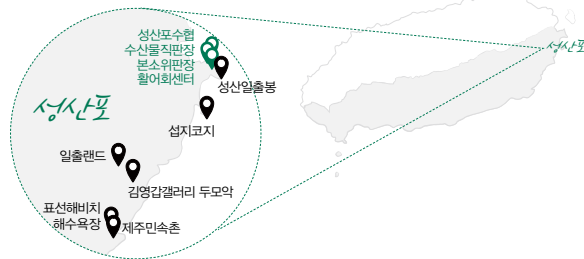 성산포수협
수산물직판장
본소위판장
활어회센터
성산일출봉
성산포
성산포
섭지코지
일출랜드
김영갑갤러리 두모악
표선해비치
해수욕장
제주민속촌